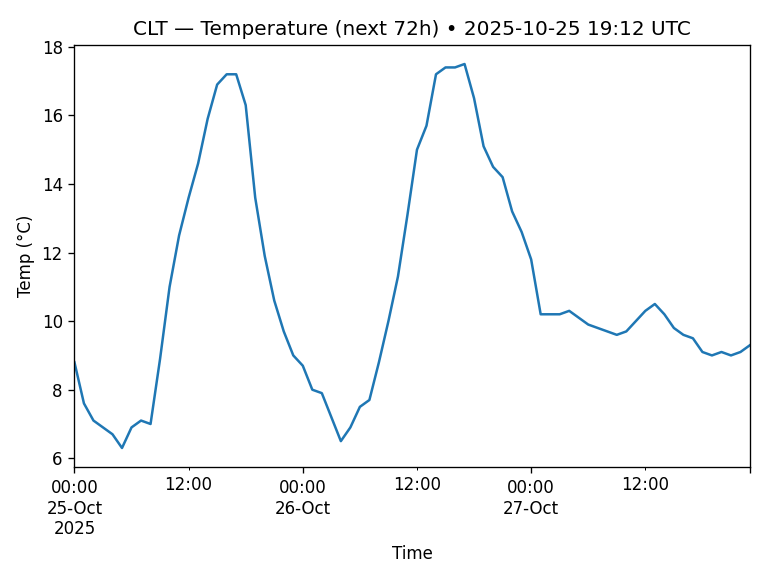 CLT — Temperature (next 72h) • 2025-10-25 19:12 UTC
Temp (°C)
18
16
14
12
10
8
6
00:00 12:00 00:00 12:00 00:00 12:00
25-Oct 26-Oct 27-Oct
2025
Time